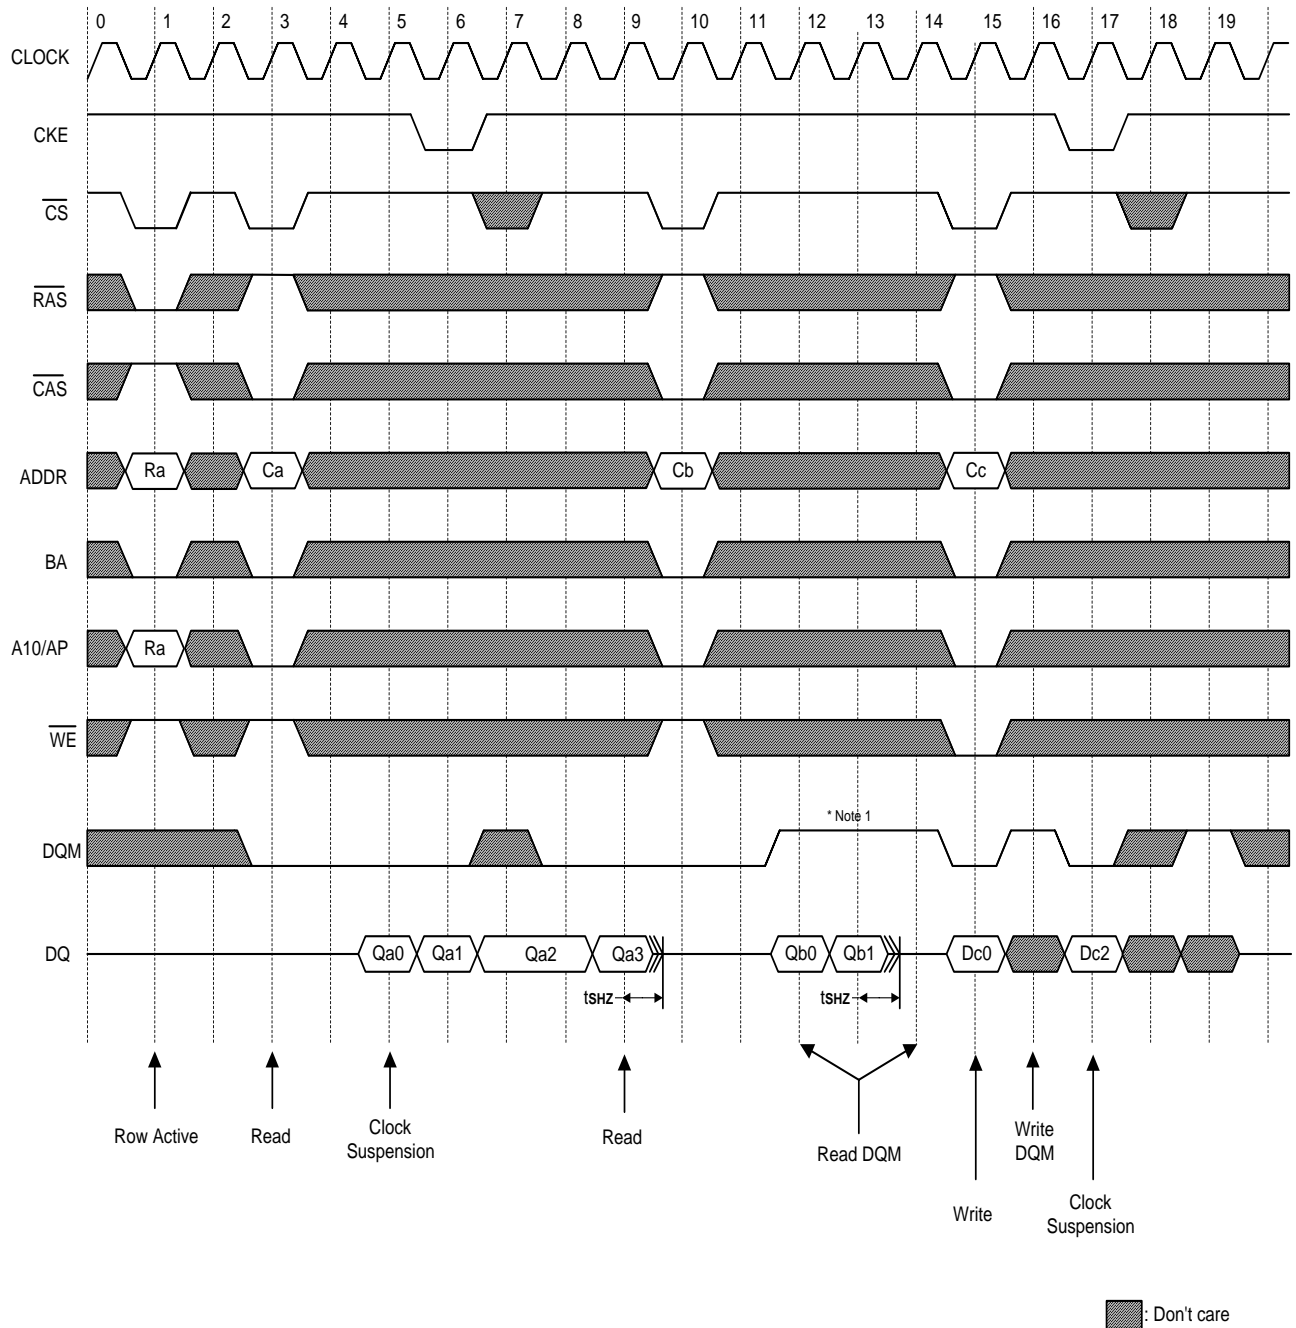 0 1 2 3 4 5 6 7 8 9 10 11 12 13 14 15 16 17 18 19
CLOCK
CKE
CS
RAS
CAS
ADDR Ra Ca Cb Cc
BA
A10/AP Ra
WE
* Note 1
DQM
DQ Qa0 Qa1 Qa2 Qa3 Qb0 Qb1 Dc0 Dc2
tSHZ tSHZ
Row Active
Read
Clock
Suspension
Read
Read DQM
Write
Write
DQM
Clock
Suspension
: Don't care